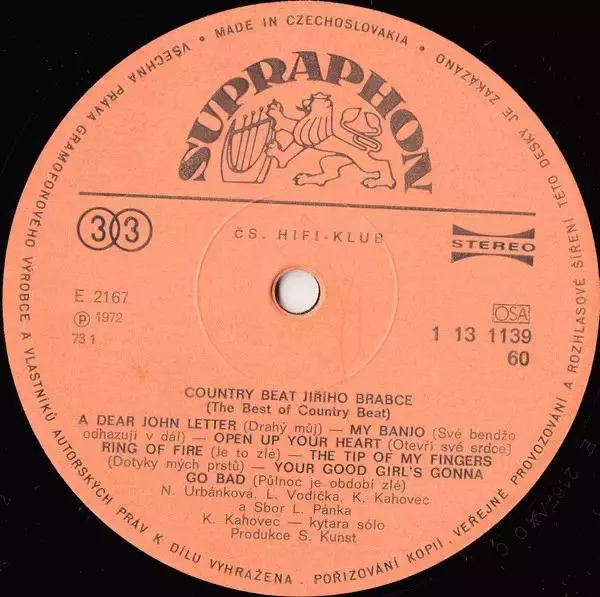 VŠECHNA PRÁVA GRAMOFONOVÉHO VÝROBCE A VLASTNÍKŮ AUTORSKÝCH PRÁV K DÍLU VYHRAŽENA. POŘIZOVÁNÍ KOPIÍ, VEŘEJNÉ PROVOZOVÁNÍ A ROZHLASOVÉ ŠÍŘENÍ TÉTO DESKY JE ZAKÁZÁNO • MADE IN CZECHOSLOVAKIA •
SUPRAPHON
33
ČS. HIFI-KLUB
STEREO
E 2167
Ⓟ 1972
73 1
OSA
1 13 1139
60
COUNTRY BEAT JIŘÍHO BRABCE
(The Best of Country Beat)
A DEAR JOHN LETTER (Drahý můj) — MY BANJO (Své bendžo
odhazuji v dál) — OPEN UP YOUR HEART (Otevři své srdce)
RING OF FIRE (Je to zlé) — THE TIP OF MY FINGERS
(Dotyky mých prstů) — YOUR GOOD GIRL'S GONNA
GO BAD (Půlnoc je období zlé)
N. Urbánková, L. Vodička, K. Kahovec
a Sbor L. Pánka
K. Kahovec — kytara sólo
Produkce S. Kunst